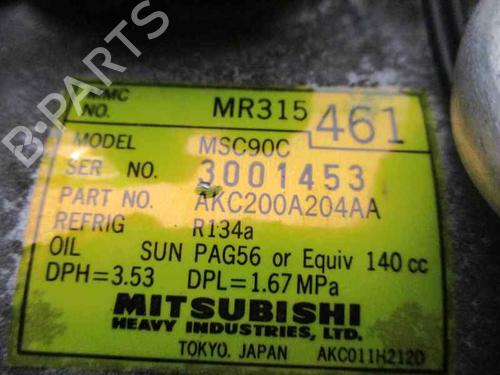 MC
NO. MR315 461
MODEL MSC90C
SER NO. 3001453
PART NO. AKC200A204AA
REFRIG R134a
OIL SUN PAG56 or Equiv 140 cc
DPH=3.53 DPL=1.67 MPa
MITSUBISHI
HEAVY INDUSTRIES, LTD.
TOKYO. JAPAN AKC011H212D
B-PARTS